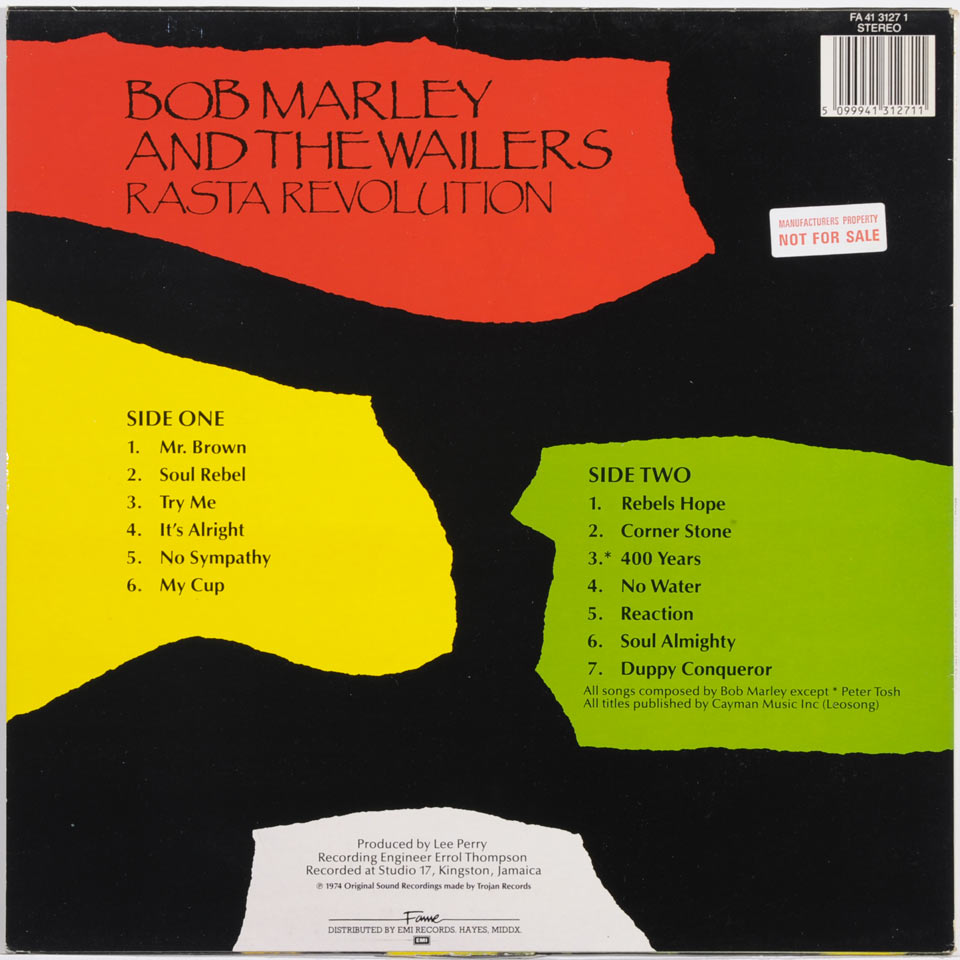 FA 41 3127 1
STEREO
5 099941 312711
BOB MARLEY
AND THE WAILERS
RASTA REVOLUTION
MANUFACTURERS PROPERTY
NOT FOR SALE
SIDE ONE
1. Mr. Brown
2. Soul Rebel
3. Try Me
4. It's Alright
5. No Sympathy
6. My Cup
SIDE TWO
1. Rebels Hope
2. Corner Stone
3.* 400 Years
4. No Water
5. Reaction
6. Soul Almighty
7. Duppy Conqueror
All songs composed by Bob Marley except * Peter Tosh
All titles published by Cayman Music Inc (Leosong)
Produced by Lee Perry
Recording Engineer Errol Thompson
Recorded at Studio 17, Kingston, Jamaica
℗ 1974 Original Sound Recordings made by Trojan Records
Fame
DISTRIBUTED BY EMI RECORDS. HAYES, MIDDX.
EMI